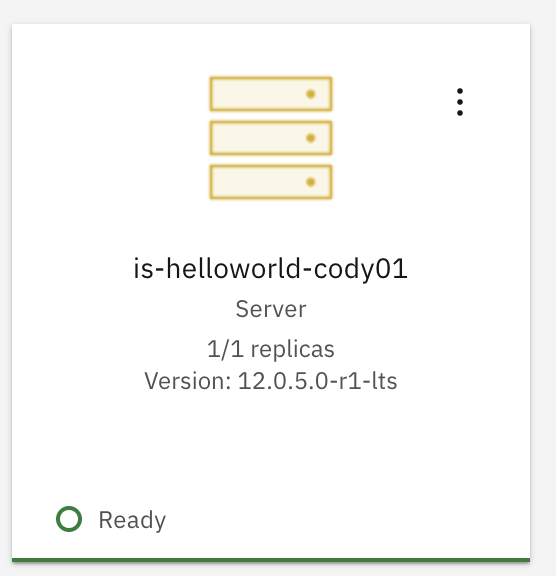 is-helloworld-cody01
Server
1/1 replicas
Version: 12.0.5.0-r1-lts
Ready